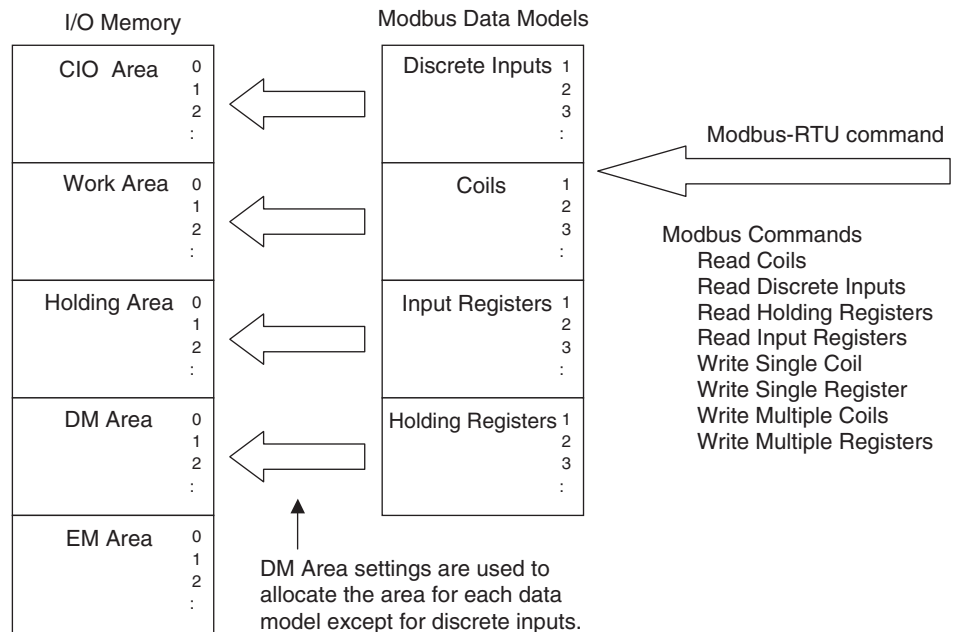 I/O Memory
CIO Area
0
1
2
:
Work Area
0
1
2
:
Holding Area
0
1
2
:
DM Area
0
1
2
:
EM Area
0
1
2
:
Modbus Data Models
Discrete Inputs
1
2
3
:
Coils
1
2
3
:
Input Registers
1
2
3
:
Holding Registers
1
2
3
:
DM Area settings are used to
allocate the area for each data
model except for discrete inputs.
Modbus-RTU command
Modbus Commands
Read Coils
Read Discrete Inputs
Read Holding Registers
Read Input Registers
Write Single Coil
Write Single Register
Write Multiple Coils
Write Multiple Registers